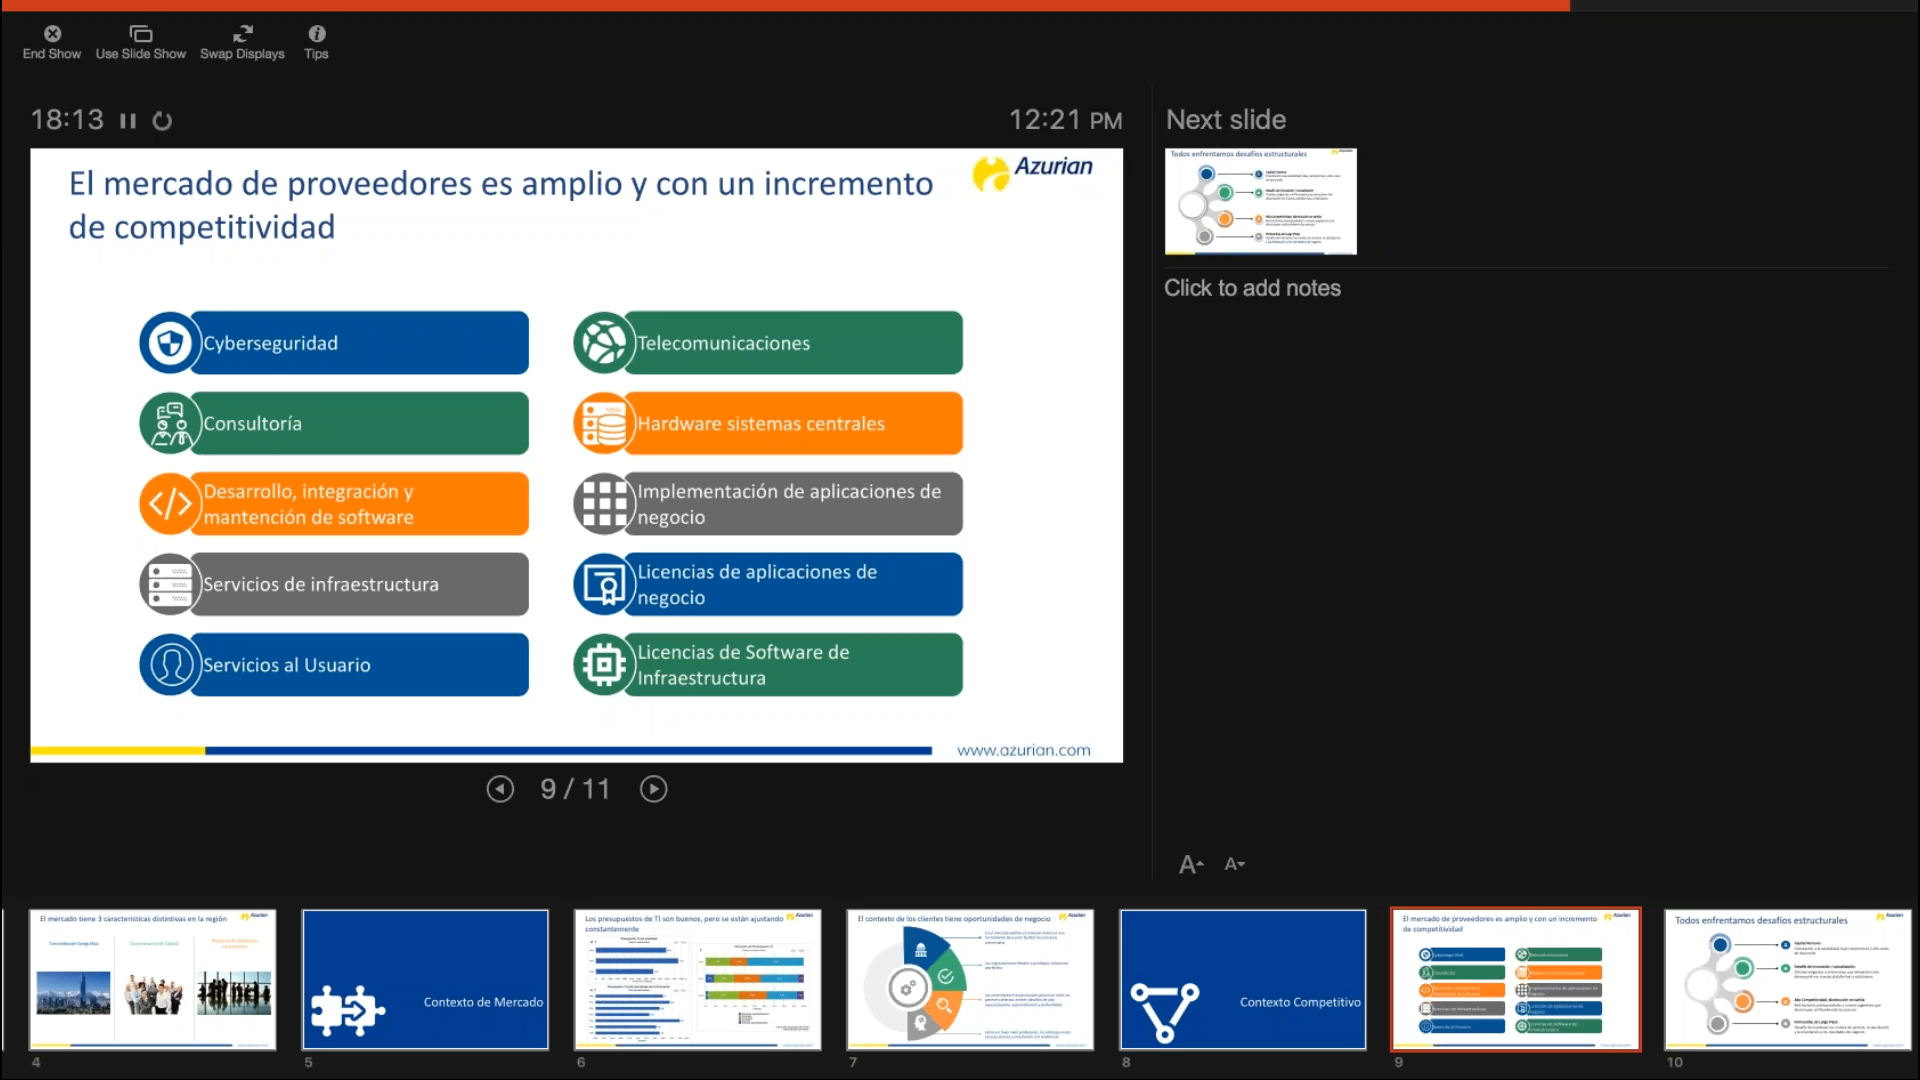 End Show
Use Slide Show
Swap Displays
Tips
18:13
12:21 PM
El mercado de proveedores es amplio y con un incremento
de competitividad
Azurian
Cyberseguridad
Consultoría
Desarrollo, integración y
mantención de software
Servicios de infraestructura
Servicios al Usuario
Telecomunicaciones
Hardware sistemas centrales
Implementación de aplicaciones de
negocio
Licencias de aplicaciones de
negocio
Licencias de Software de
Infraestructura
www.azurian.com
9 / 11
Next slide
Todos enfrentamos desafíos estructurales
Click to add notes
A
A
El mercado tiene 3 características distintivas en la región
Azurian
4
Contexto de Mercado
5
Los presupuestos de TI son buenos, pero se están ajustando
constantemente
Azurian
6
El contexto de los clientes tiene oportunidades de negocio
Azurian
7
Contexto Competitivo
8
El mercado de proveedores es amplio y con un incremento
de competitividad
Azurian
9
Todos enfrentamos desafíos estructurales
Azurian
10